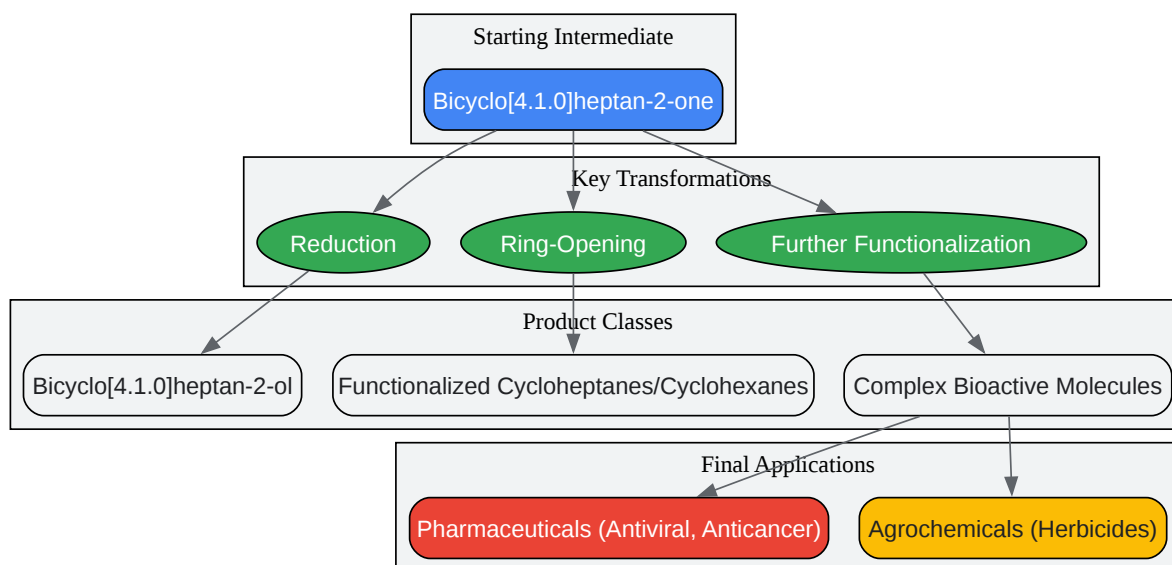 Starting Intermediate
Bicyclo[4.1.0]heptan-2-one
Key Transformations
Reduction
Ring-Opening
Further Functionalization
Product Classes
Bicyclo[4.1.0]heptan-2-ol
Functionalized Cycloheptanes/Cyclohexanes
Complex Bioactive Molecules
Final Applications
Pharmaceuticals (Antiviral, Anticancer)
Agrochemicals (Herbicides)